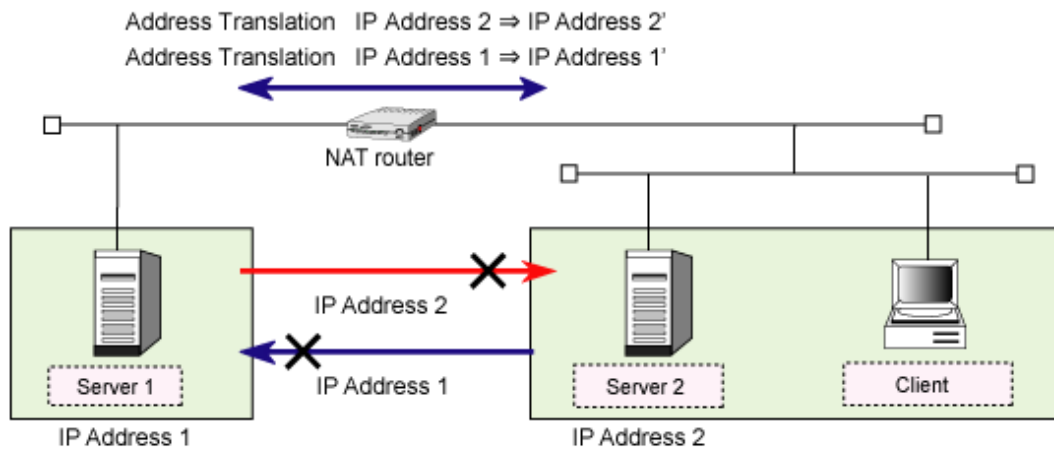 Address Translation IP Address 2 ⇒ IP Address 2'
Address Translation IP Address 1 ⇒ IP Address 1'
NAT router
IP Address 2
IP Address 1
Server 1
Server 2
Client
IP Address 1
IP Address 2